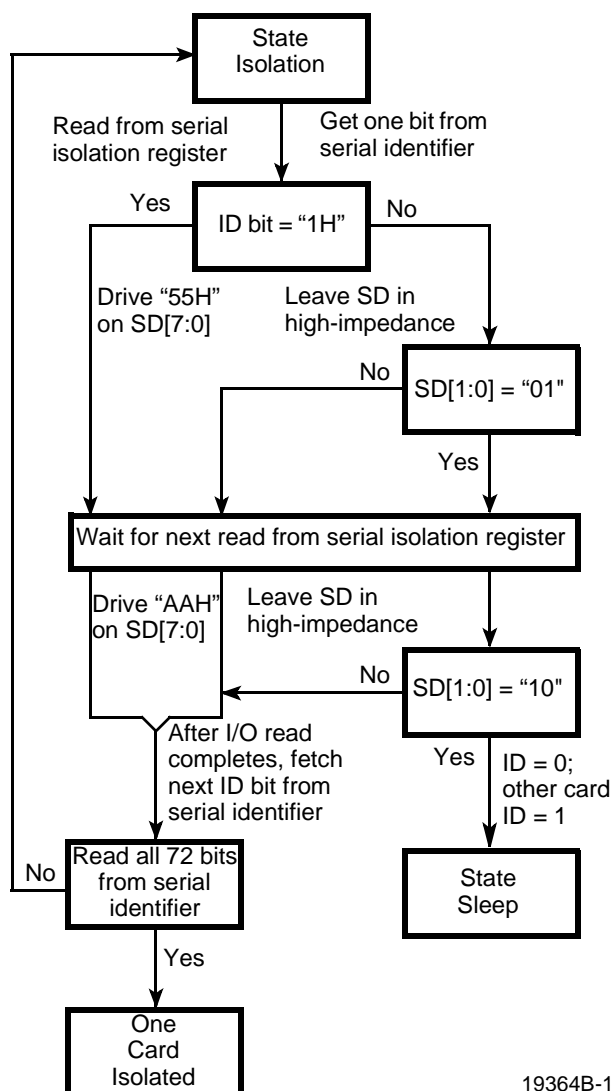 State
Isolation
Read from serial
isolation register
Get one bit from
serial identifier
Yes
ID bit = “1H”
No
Drive “55H”
on SD[7:0]
Leave SD in
high-impedance
No
SD[1:0] = “01"
Yes
Wait for next read from serial isolation register
Drive “AAH”
on SD[7:0]
Leave SD in
high-impedance
No
SD[1:0] = “10"
After I/O read
completes, fetch
next ID bit from
serial identifier
Yes
ID = 0;
other card
ID = 1
No
Read all 72 bits
from serial
identifier
State
Sleep
Yes
One
Card
Isolated
19364B-1